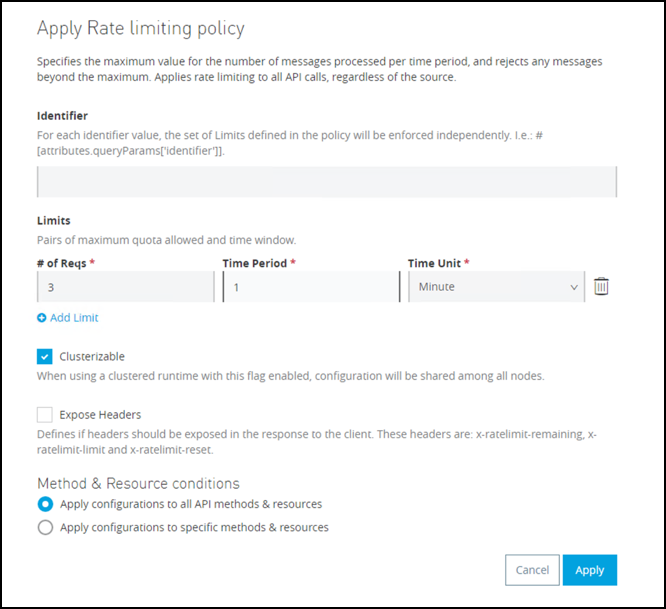 Apply Rate limiting policy
Specifies the maximum value for the number of messages processed per time period, and rejects any messages
beyond the maximum. Applies rate limiting to all API calls, regardless of the source.
Identifier
For each identifier value, the set of Limits defined in the policy will be enforced independently. I.e.: #
[attributes.queryParams['identifier']].
Limits
Pairs of maximum quota allowed and time window.
# of Reqs * Time Period * Time Unit *
3 1 Minute
Add Limit
Clusterizable
When using a clustered runtime with this flag enabled, configuration will be shared among all nodes.
Expose Headers
Defines if headers should be exposed in the response to the client. These headers are: x-ratelimit-remaining, x-
ratelimit-limit and x-ratelimit-reset.
Method & Resource conditions
Apply configurations to all API methods & resources
Apply configurations to specific methods & resources
Cancel Apply